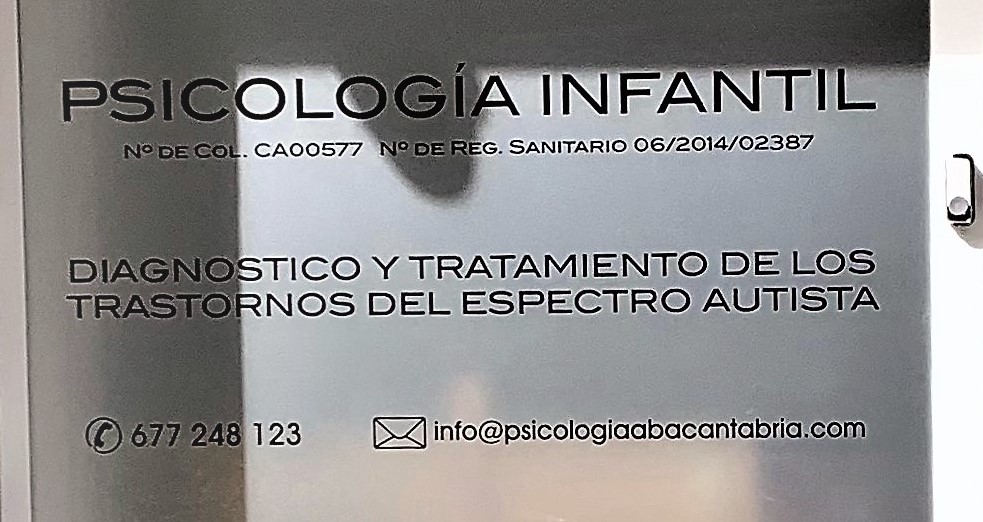 PSICOLOGÍA INFANTIL
Nº DE COL. CA00577 Nº DE REG. SANITARIO 06/2014/02387
DIAGNOSTICO Y TRATAMIENTO DE LOS
TRASTORNOS DEL ESPECTRO AUTISTA
677 248 123 info@psicologiaabacantabria.com